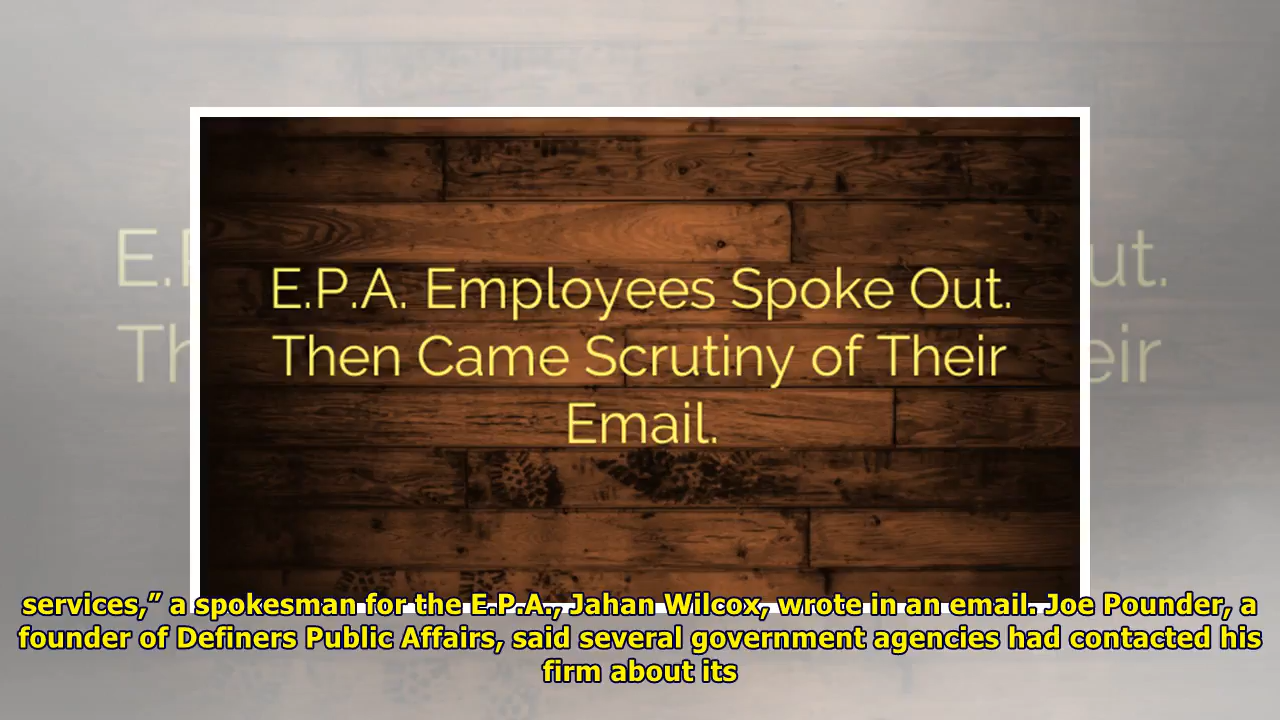 E.P.A. Employees Spoke Out.
Then Came Scrutiny of Their
Email.
services,” a spokesman for the E.P.A., Jahan Wilcox, wrote in an email. Joe Pounder, a
founder of Definers Public Affairs, said several government agencies had contacted his
firm about its